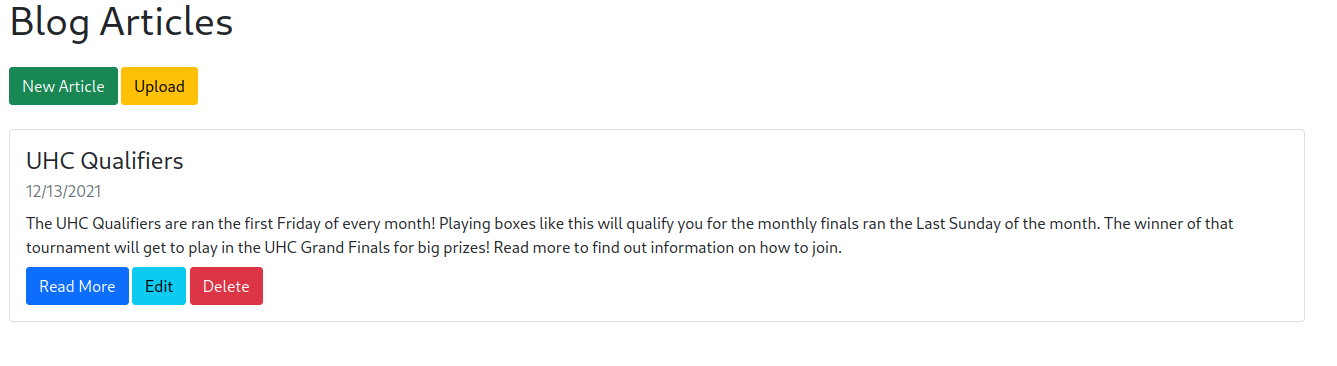 Blog Articles
New Article Upload
UHC Qualifiers
12/13/2021
The UHC Qualifiers are ran the first Friday of every month! Playing boxes like this will qualify you for the monthly finals ran the Last Sunday of the month. The winner of that
tournament will get to play in the UHC Grand Finals for big prizes! Read more to find out information on how to join.
Read More Edit Delete